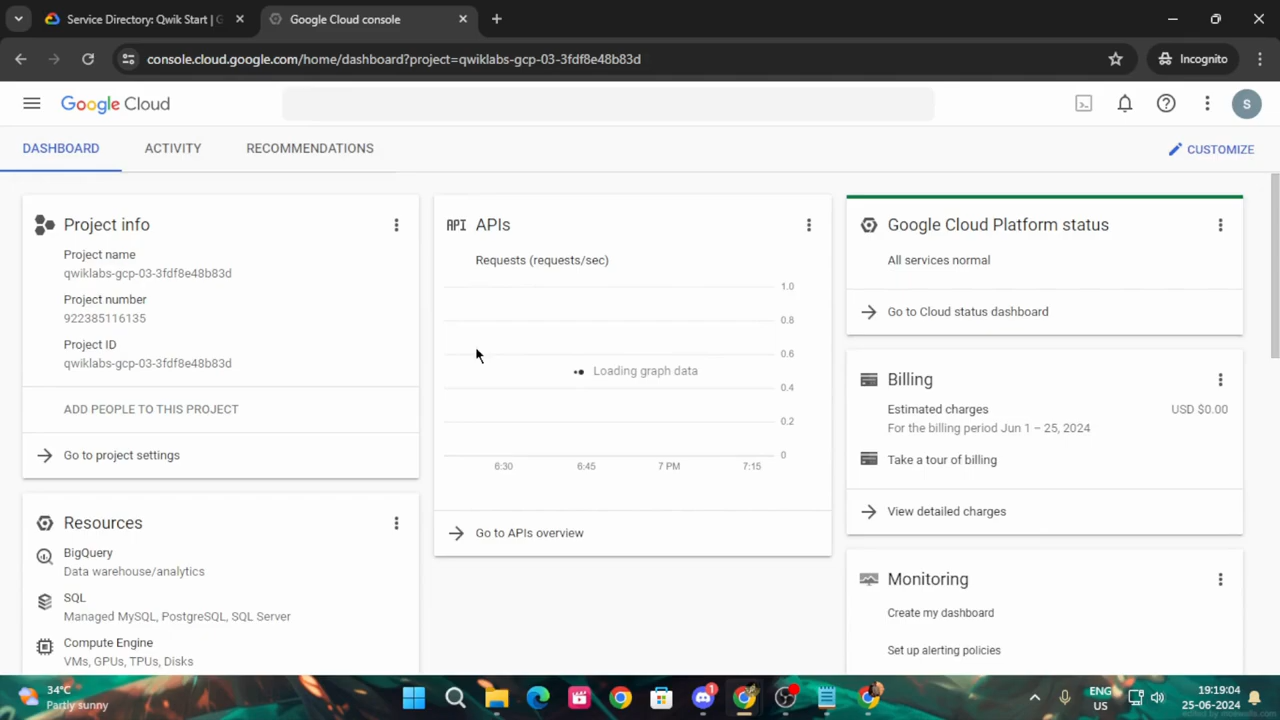 Service Directory: Qwik Start | G
Google Cloud console
console.cloud.google.com/home/dashboard?project=qwiklabs-gcp-03-3fdf8e48b83d
Incognito
Google Cloud
S
DASHBOARD
ACTIVITY
RECOMMENDATIONS
CUSTOMIZE
Project info
Project name
qwiklabs-gcp-03-3fdf8e48b83d
Project number
922385116135
Project ID
qwiklabs-gcp-03-3fdf8e48b83d
ADD PEOPLE TO THIS PROJECT
Go to project settings
Resources
BigQuery
Data warehouse/analytics
SQL
Managed MySQL, PostgreSQL, SQL Server
Compute Engine
VMs, GPUs, TPUs, Disks
API APIs
Requests (requests/sec)
1.0
0.8
0.6
Loading graph data
0.4
0.2
0
6:30 6:45 7 PM 7:15
Go to APIs overview
Google Cloud Platform status
All services normal
Go to Cloud status dashboard
Billing
Estimated charges USD $0.00
For the billing period Jun 1 – 25, 2024
Take a tour of billing
View detailed charges
Monitoring
Create my dashboard
Set up alerting policies
34°C
Partly sunny
1
ENG
US
19:19:04
25-06-2024